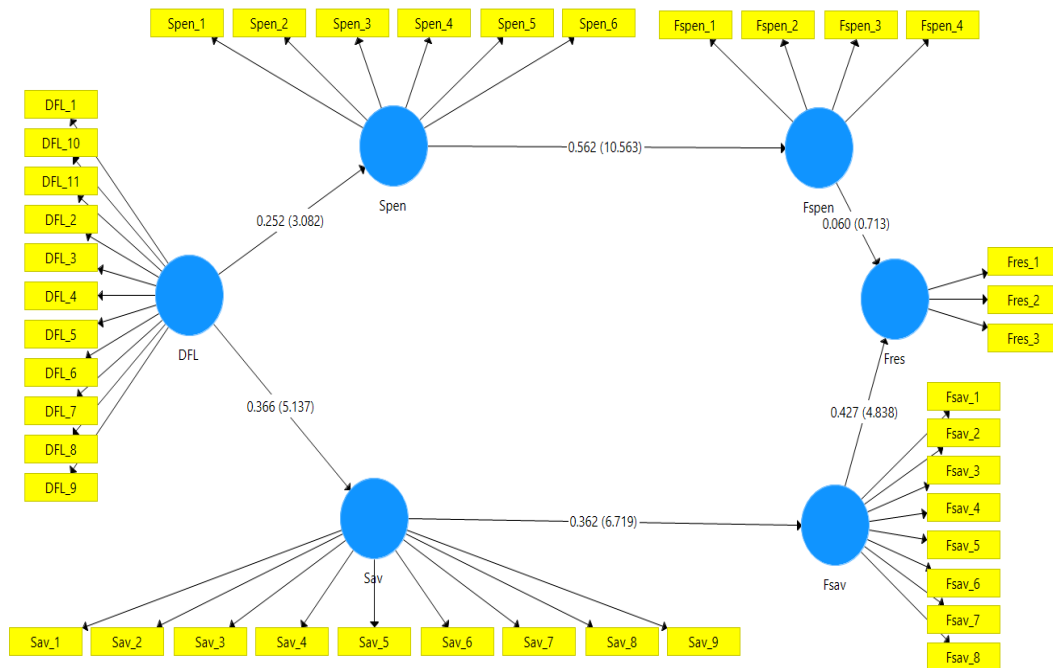 Spen_1
Spen_2
Spen_3
Spen_4
Spen_5
Spen_6
Fspen_1
Fspen_2
Fspen_3
Fspen_4
DFL_1
DFL_10
DFL_11
DFL_2
DFL_3
DFL_4
DFL_5
DFL_6
DFL_7
DFL_8
DFL_9
DFL
0.252 (3.082)
Spen
0.562 (10.563)
Fspen
0.060 (0.713)
Fres
Fres_1
Fres_2
Fres_3
0.366 (5.137)
Sav
0.362 (6.719)
Fsav
0.427 (4.838)
Fsav_1
Fsav_2
Fsav_3
Fsav_4
Fsav_5
Fsav_6
Fsav_7
Fsav_8
Sav_1
Sav_2
Sav_3
Sav_4
Sav_5
Sav_6
Sav_7
Sav_8
Sav_9